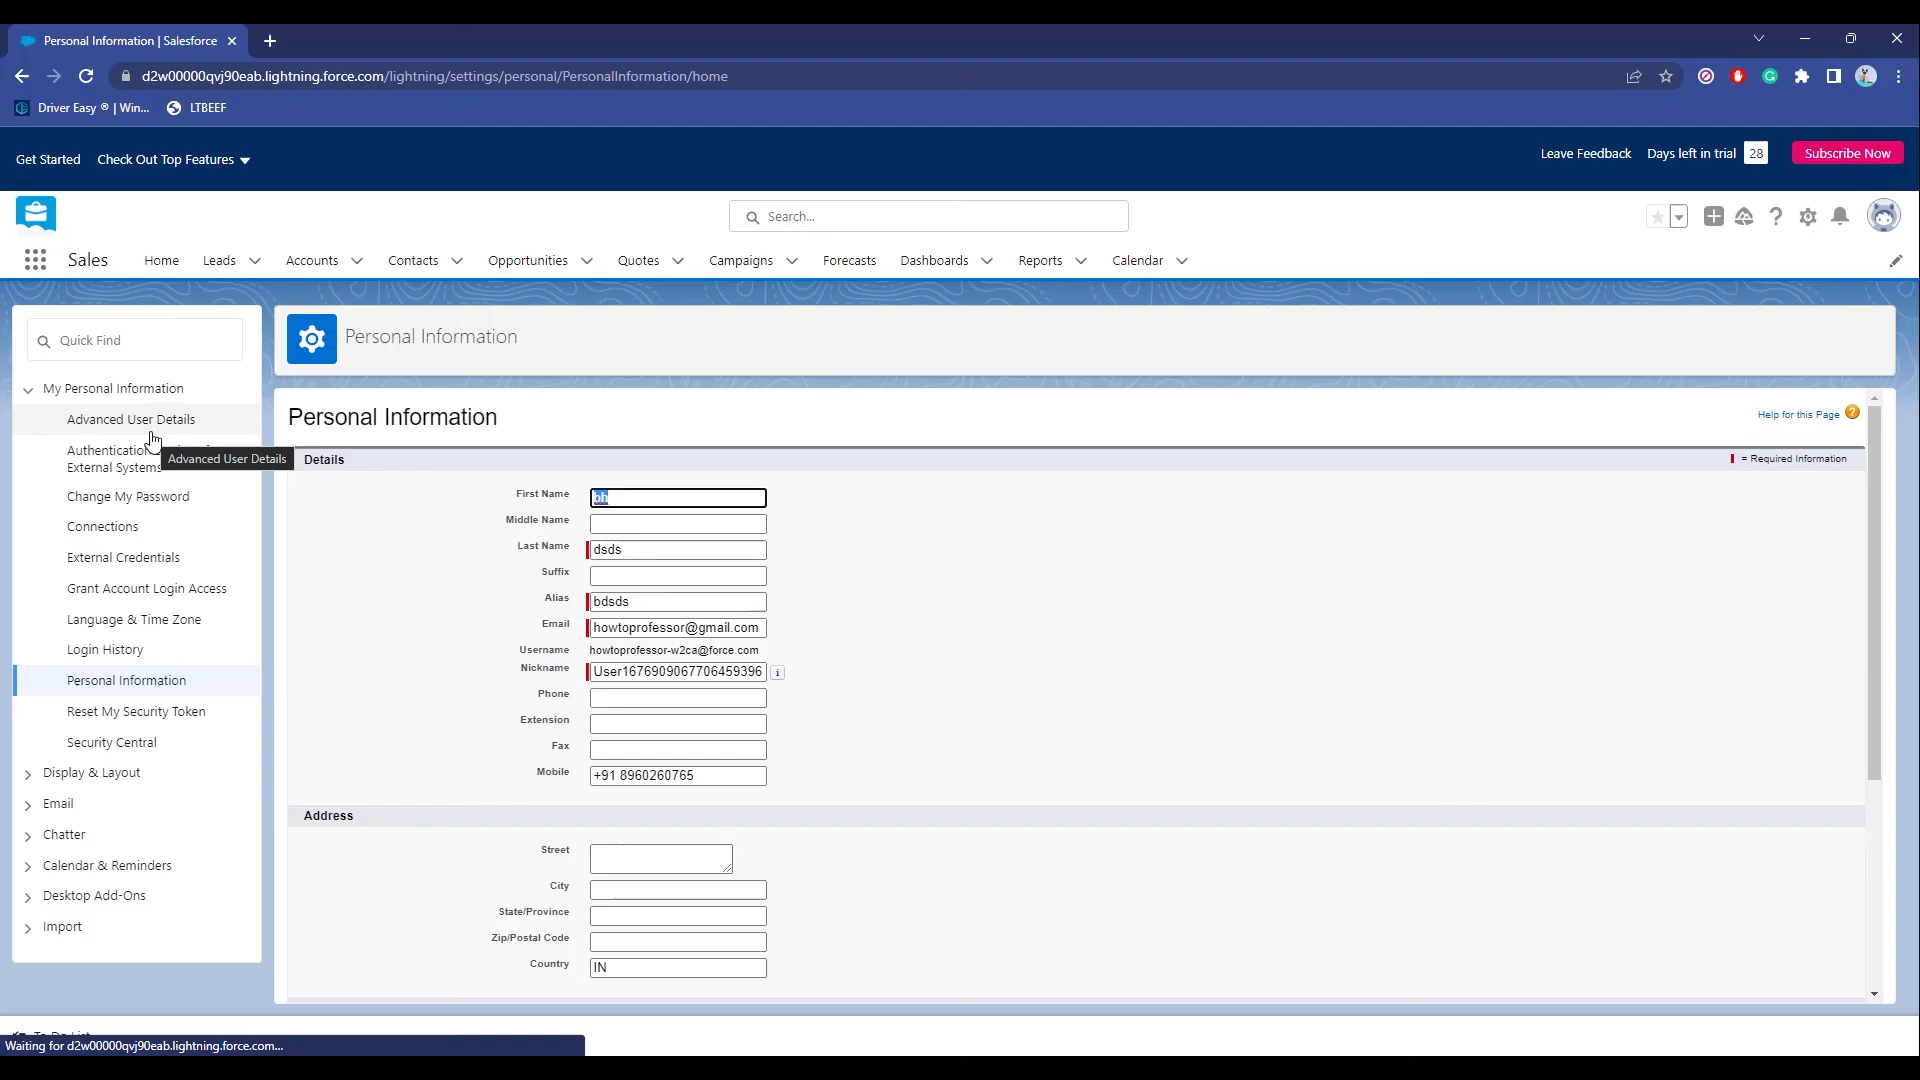 Personal Information | Salesforce
d2w00000qvj90eab.lightning.force.com/lightning/settings/personal/PersonalInformation/home
Driver Easy ® | Win...
LTBEEF
Get Started
Check Out Top Features
Leave Feedback
Days left in trial 28
Subscribe Now
Search...
Sales
Home
Leads
Accounts
Contacts
Opportunities
Quotes
Campaigns
Forecasts
Dashboards
Reports
Calendar
Quick Find
My Personal Information
Advanced User Details
Authentication
External Systems
Advanced User Details
Change My Password
Connections
External Credentials
Grant Account Login Access
Language & Time Zone
Login History
Personal Information
Reset My Security Token
Security Central
Display & Layout
Email
Chatter
Calendar & Reminders
Desktop Add-Ons
Import
Personal Information
Personal Information
Help for this Page
Details
= Required Information
First Name bh
Middle Name
Last Name dsds
Suffix
Alias bdsds
Email howtoprofessor@gmail.com
Username howtoprofessor-w2ca@force.com
Nickname User1676909067706459396
Phone
Extension
Fax
Mobile +91 8960260765
Address
Street
City
State/Province
Zip/Postal Code
Country IN
To Do List
Waiting for d2w00000qvj90eab.lightning.force.com...